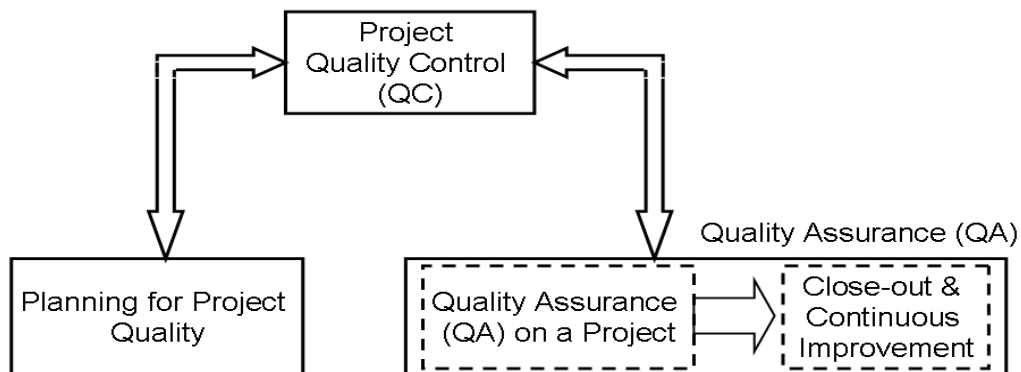 Project
Quality Control
(QC)
Quality Assurance (QA)
Planning for Project
Quality
Quality Assurance
(QA) on a Project
Close-out &
Continuous
Improvement